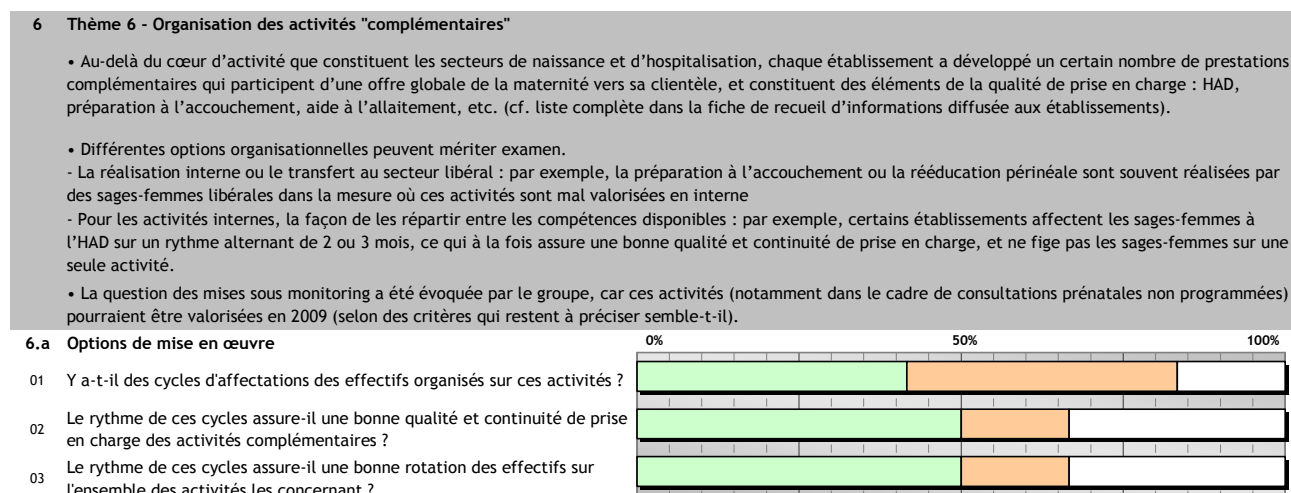 6 Thème 6 - Organisation des activités "complémentaires"
• Au-delà du cœur d’activité que constituent les secteurs de naissance et d’hospitalisation, chaque établissement a développé un certain nombre de prestations
complémentaires qui participent d’une offre globale de la maternité vers sa clientèle, et constituent des éléments de la qualité de prise en charge : HAD,
préparation à l’accouchement, aide à l’allaitement, etc. (cf. liste complète dans la fiche de recueil d’informations diffusée aux établissements).
• Différentes options organisationnelles peuvent mériter examen.
- La réalisation interne ou le transfert au secteur libéral : par exemple, la préparation à l’accouchement ou la rééducation périnéale sont souvent réalisées par
des sages-femmes libérales dans la mesure où ces activités sont mal valorisées en interne
- Pour les activités internes, la façon de les répartir entre les compétences disponibles : par exemple, certains établissements affectent les sages-femmes à
l’HAD sur un rythme alternant de 2 ou 3 mois, ce qui à la fois assure une bonne qualité et continuité de prise en charge, et ne fige pas les sages-femmes sur une
seule activité.
• La question des mises sous monitoring a été évoquée par le groupe, car ces activités (notamment dans le cadre de consultations prénatales non programmées)
pourraient être valorisées en 2009 (selon des critères qui restent à préciser semble-t-il).
6.a Options de mise en œuvre 0% 50% 100%
01 Y a-t-il des cycles d'affectations des effectifs organisés sur ces activités ?
02 Le rythme de ces cycles assure-il une bonne qualité et continuité de prise
en charge des activités complémentaires ?
03 Le rythme de ces cycles assure-il une bonne rotation des effectifs sur
l'ensemble des activités les concernant ?